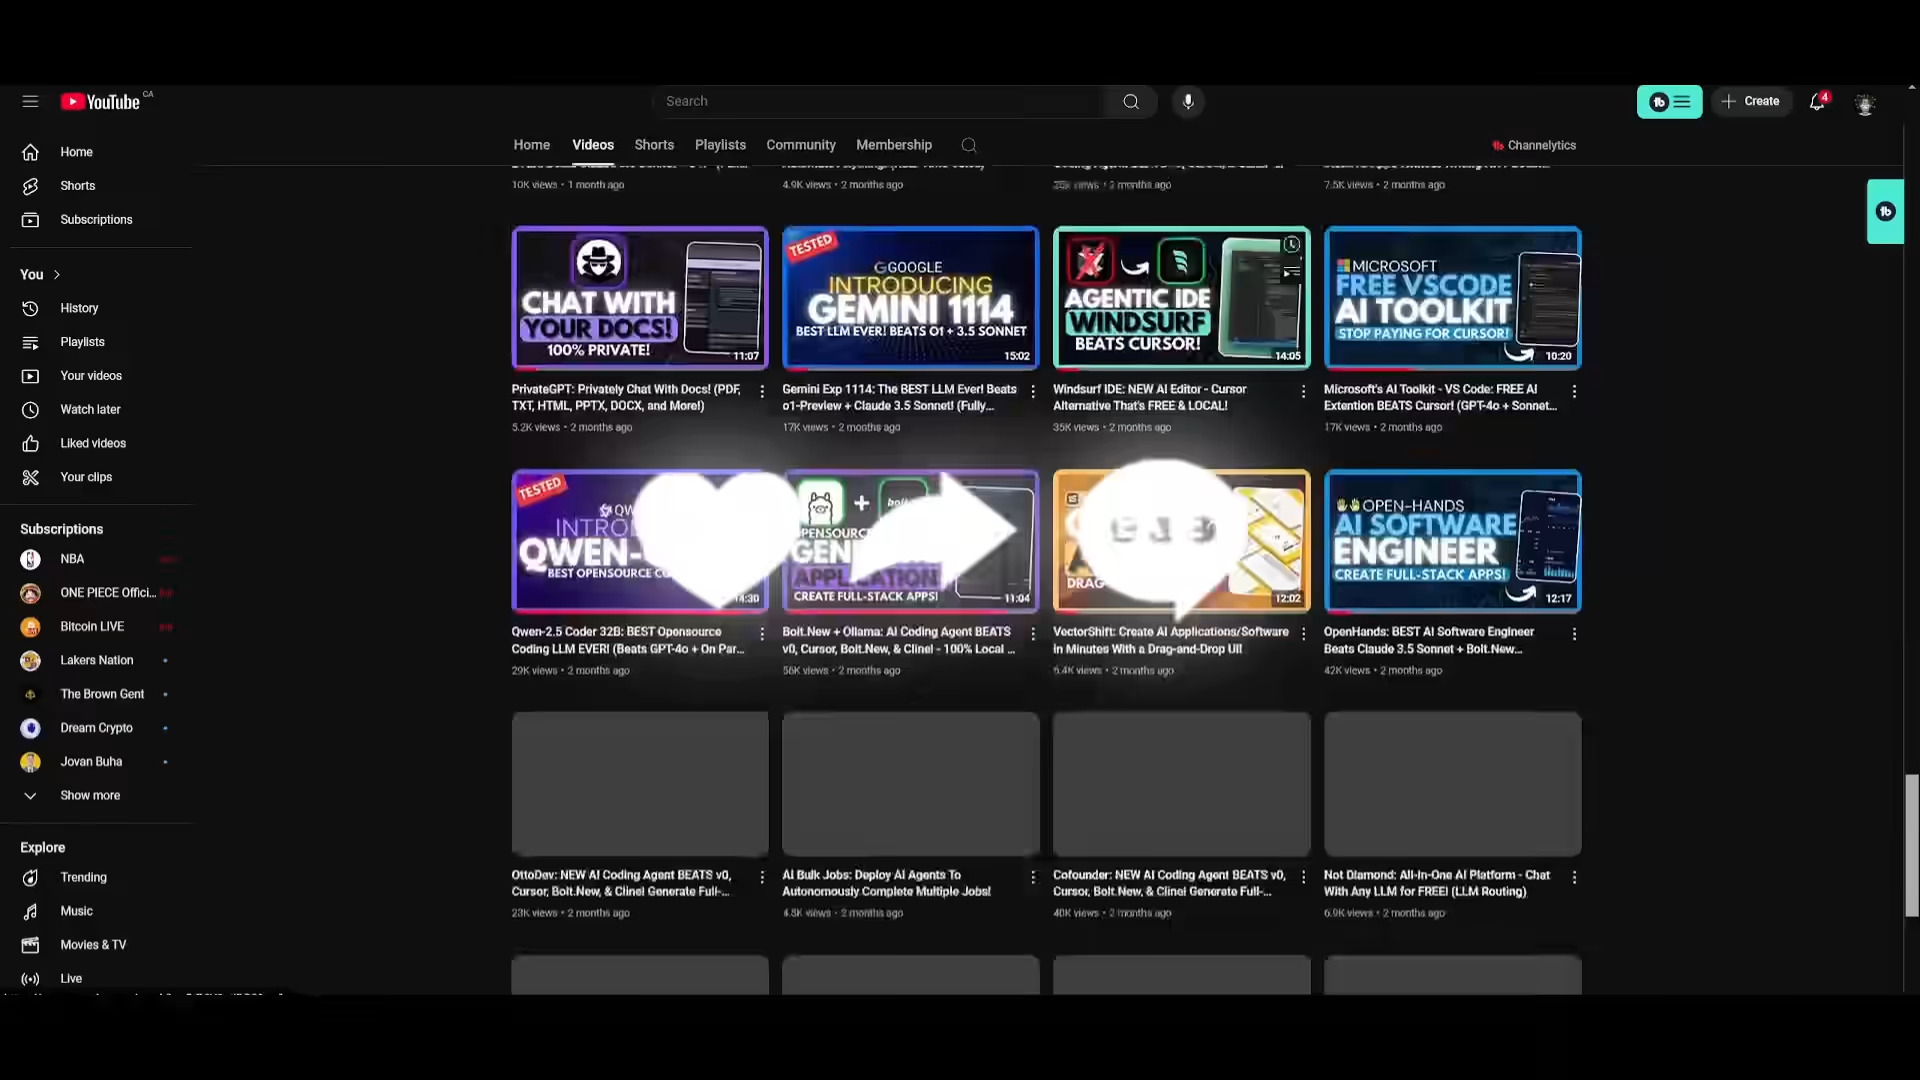 YouTube CA
Search
Create
4
Home
Videos
Shorts
Playlists
Community
Membership
Channelytics
Home
Shorts
Subscriptions
You
History
Playlists
Your videos
Watch later
Liked videos
Your clips
Subscriptions
NBA
ONE PIECE Offici...
Bitcoin LIVE
Lakers Nation
The Brown Gent
Dream Crypto
Jovan Buha
Show more
Explore
Trending
Music
Movies & TV
Live
10K views • 1 month ago
4.9K views • 2 months ago
views • 2 months ago
7.5K views • 2 months ago
CHAT WITH
YOUR DOCS!
100% PRIVATE!
11:07
TESTED
GOOGLE
INTRODUCING
GEMINI 1114
BEST LLM EVER! BEATS O1 + 3.5 SONNET
15:02
AGENTIC IDE
WINDSURF
BEATS CURSOR!
14:05
MICROSOFT
FREE VSCODE
AI TOOLKIT
STOP PAYING FOR CURSOR!
10:20
PrivateGPT: Privately Chat With Docs! (PDF,
TXT, HTML, PPTX, DOCX, and More!)
5.2K views • 2 months ago
Gemini Exp 1114: The BEST LLM Ever! Beats
o1-Preview + Claude 3.5 Sonnet! (Fully...
17K views • 2 months ago
Windsurf IDE: NEW AI Editor - Cursor
Alternative That's FREE & LOCAL!
35K views • 2 months ago
Microsoft's AI Toolkit - VS Code: FREE AI
Extention BEATS Cursor! (GPT-4o + Sonnet...
17K views • 2 months ago
TESTED
QW
INTRO
QWEN-
BEST OPENSOURCE CO
14:30
+ bolt
OPENSOURCE
GEN
APPLICATION
CREATE FULL-STACK APPS!
11:04
DRAG
12:02
OPEN-HANDS
AI SOFTWARE
ENGINEER
CREATE FULL-STACK APPS!
12:17
Qwen-2.5 Coder 32B: BEST Opensource
Coding LLM EVER! (Beats GPT-4o + On Par...
29K views • 2 months ago
Bolt.New + Ollama: AI Coding Agent BEATS
v0, Cursor, Bolt.New, & Cline! - 100% Local ...
56K views • 2 months ago
VectorShift: Create AI Applications/Software
in Minutes With a Drag-and-Drop UI!
6.4K views • 2 months ago
OpenHands: BEST AI Software Engineer
Beats Claude 3.5 Sonnet + Bolt.New...
42K views • 2 months ago
OttoDev: NEW AI Coding Agent BEATS v0,
Cursor, Bolt.New, & Cline! Generate Full-...
23K views • 2 months ago
AI Bulk Jobs: Deploy AI Agents To
Autonomously Complete Multiple Jobs!
4.8K views • 2 months ago
Cofounder: NEW AI Coding Agent BEATS v0,
Cursor, Bolt.New, & Cline! Generate Full-...
40K views • 2 months ago
Not Diamond: All-In-One AI Platform - Chat
With Any LLM for FREE! (LLM Routing)
6.9K views • 2 months ago